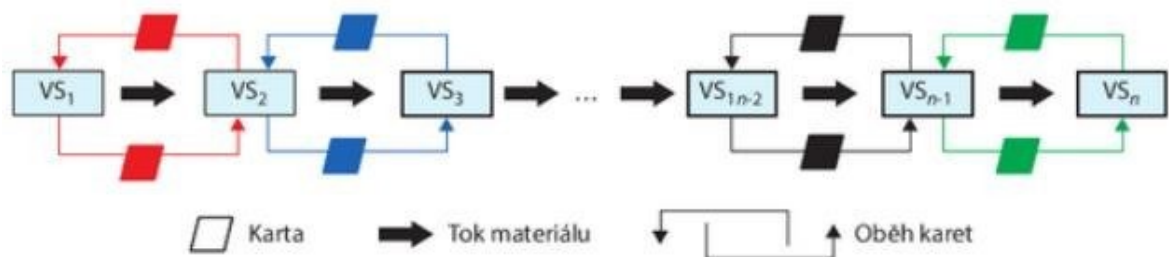 VS₁ VS₂ VS₃ ... VS₁ₙ₋₂ VSₙ₋₁ VSₙ
Karta Tok materiálu Oběh karet